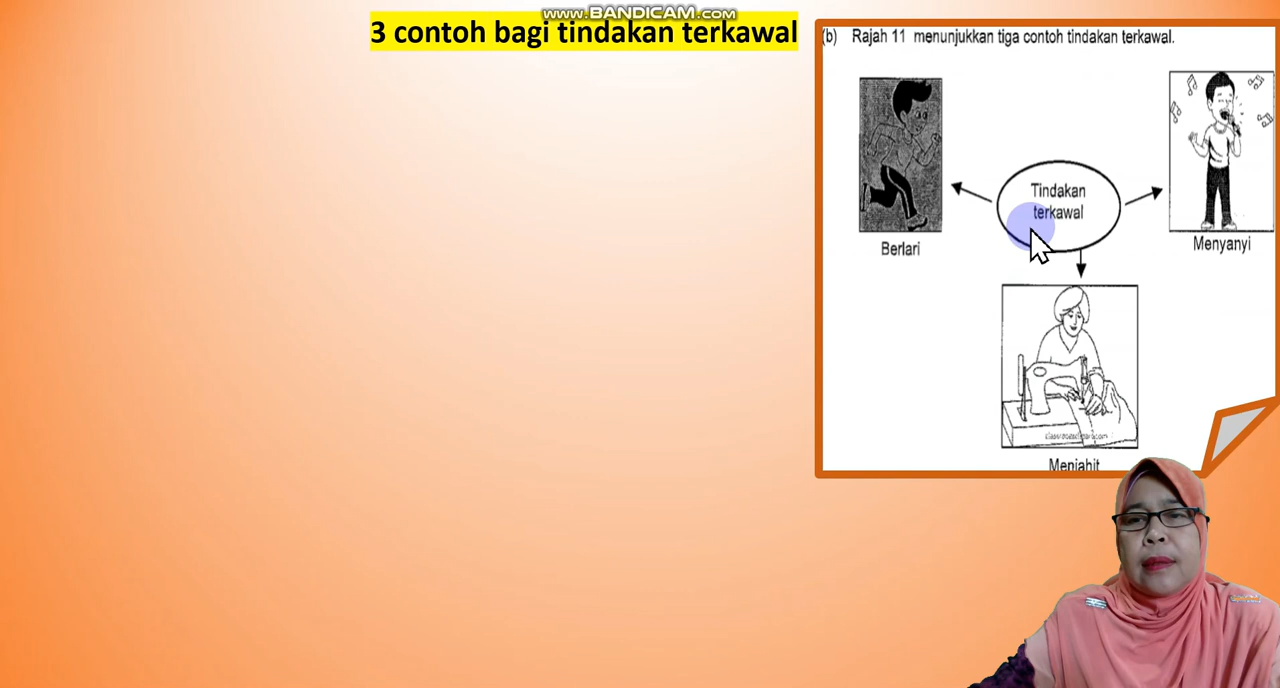 www.BANDICAM.com
3 contoh bagi tindakan terkawal
(b) Rajah 11 menunjukkan tiga contoh tindakan terkawal.
Tindakan
terkawal
Berlari
Menyanyi
Menjahit